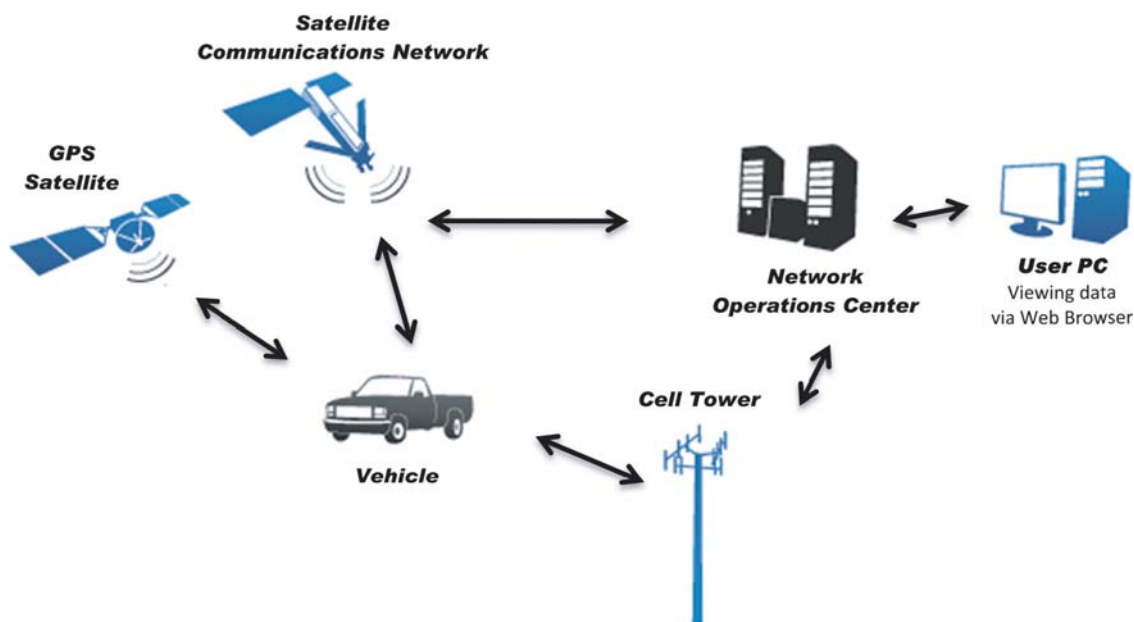 Satellite
Communications Network
GPS
Satellite
Network
Operations Center
User PC
Viewing data
via Web Browser
Vehicle
Cell Tower